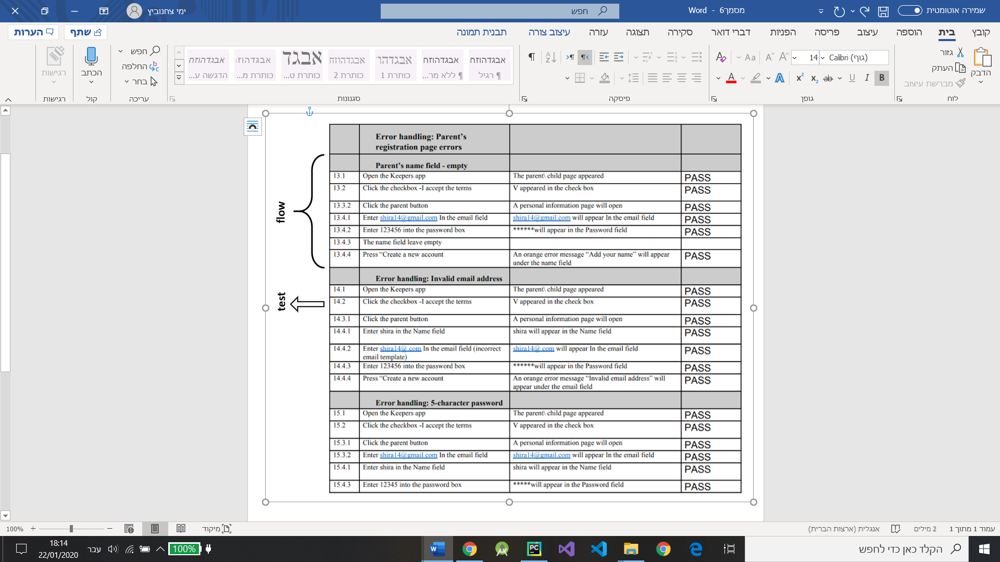 שמירה אוטומטית
מסמך6 - Word
חפש
ימי צחנוביץ
קובץ בית הוספה עיצוב פריסה הפניות דברי דואר סקירה תצוגה עזרה עיצוב צורה תבנית תמונה
שתף
הערות
הדבק
גזור
העתק
מברשת עיצוב
לוח
Calibri (גוף) 14
גופן
פיסקה
אבגדהוזח
¶ רגיל
אבגדהוזח
¶ ללא מר...
אבגדהו
כותרת 1
אבגדהוזח
כותרת 2
אבגד
כותרת ט...
אבגדהוז
כותרת מ...
אבגדהוזח
הדגשה ע...
סגנונות
חפש
החלפה
בחר
עריכה
הכתב
קול
רגישות
רגישות
Error handling: Parent’s
registration page errors
Parent’s name field - empty
13.1 Open the Keepers app The parent\ child page appeared PASS
13.2 Click the checkbox -I accept the terms V appeared in the check box PASS
13.3.2 Click the parent button A personal information page will open PASS
13.4.1 Enter shira14@gmail.com In the email field shira14@gmail.com will appear In the email field PASS
13.4.2 Enter 123456 into the password box ******will appear in the Password field PASS
13.4.3 The name field leave empty
13.4.4 Press “Create a new account An orange error message “Add your name” will appear PASS
under the name field
flow
Error handling: Invalid email address
14.1 Open the Keepers app The parent\ child page appeared PASS
14.2 Click the checkbox -I accept the terms V appeared in the check box PASS
test
14.3.1 Click the parent button A personal information page will open PASS
14.4.1 Enter shira in the Name field shira will appear in the Name field PASS
14.4.2 Enter shira14@.com In the email field (incorrect shira14@.com will appear In the email field PASS
email template)
14.4.3 Enter 123456 into the password box ******will appear in the Password field PASS
14.4.4 Press “Create a new account An orange error message “Invalid email address” will PASS
appear under the email field
Error handling: 5-character password
15.1 Open the Keepers app The parent\ child page appeared PASS
15.2 Click the checkbox -I accept the terms V appeared in the check box PASS
15.3.1 Click the parent button A personal information page will open PASS
15.3.2 Enter shira14@gmail.com In the email field shira14@gmail.com will appear In the email field PASS
15.4.1 Enter shira in the Name field shira will appear in the Name field PASS
15.4.3 Enter 12345 into the password box *****will appear in the Password field PASS
עמוד 1 מתוך 1 2 מילים אנגלית (ארצות הברית)
מיקוד
100%
הקלד כאן כדי לחפש
100%
עבר
18:14
22/01/2020